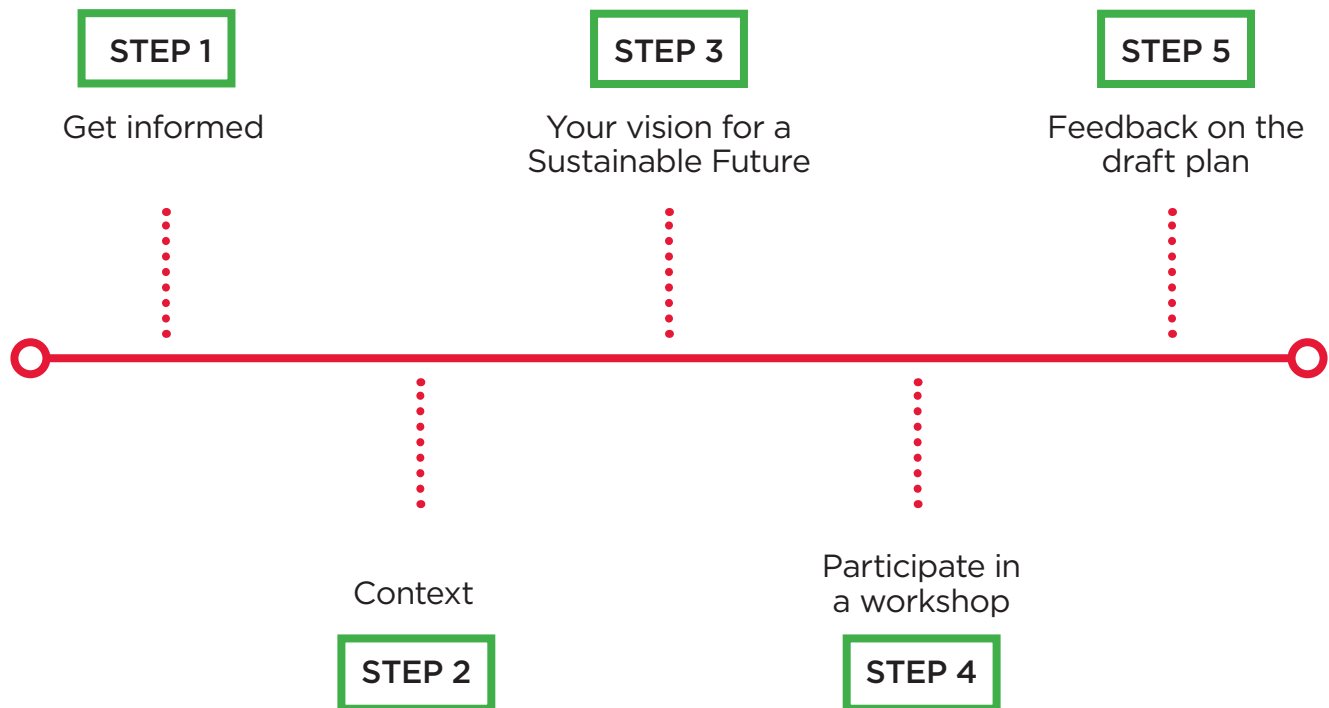 STEP 1
Get informed
Context
STEP 2
STEP 3
Your vision for a
Sustainable Future
Participate in
a workshop
STEP 4
STEP 5
Feedback on the
draft plan